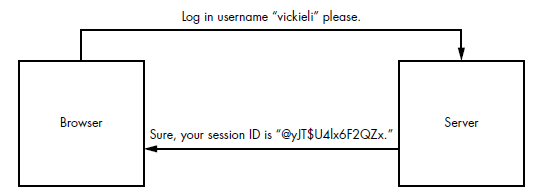 Log in username “vickieli” please.
Browser
Server
Sure, your session ID is “@yJT$U4lx6F2QZx.”